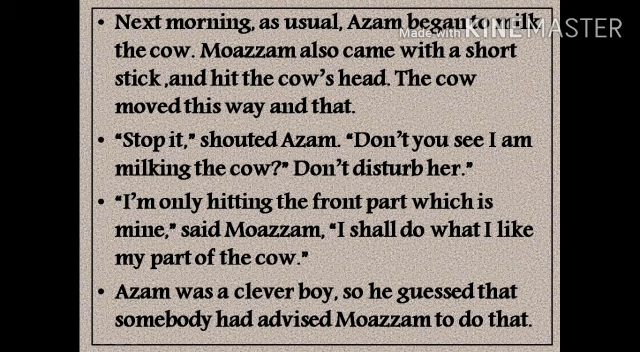 • Next morning, as usual, Azam began to milk
Made with KINEMASTER
the cow. Moazzam also came with a short
stick ,and hit the cow's head. The cow
moved this way and that.
• “Stop it,” shouted Azam. “Don't you see I am
milking the cow?” Don't disturb her.”
• “I'm only hitting the front part which is
mine,” said Moazzam, “I shall do what I like
my part of the cow.”
• Azam was a clever boy, so he guessed that
somebody had advised Moazzam to do that.